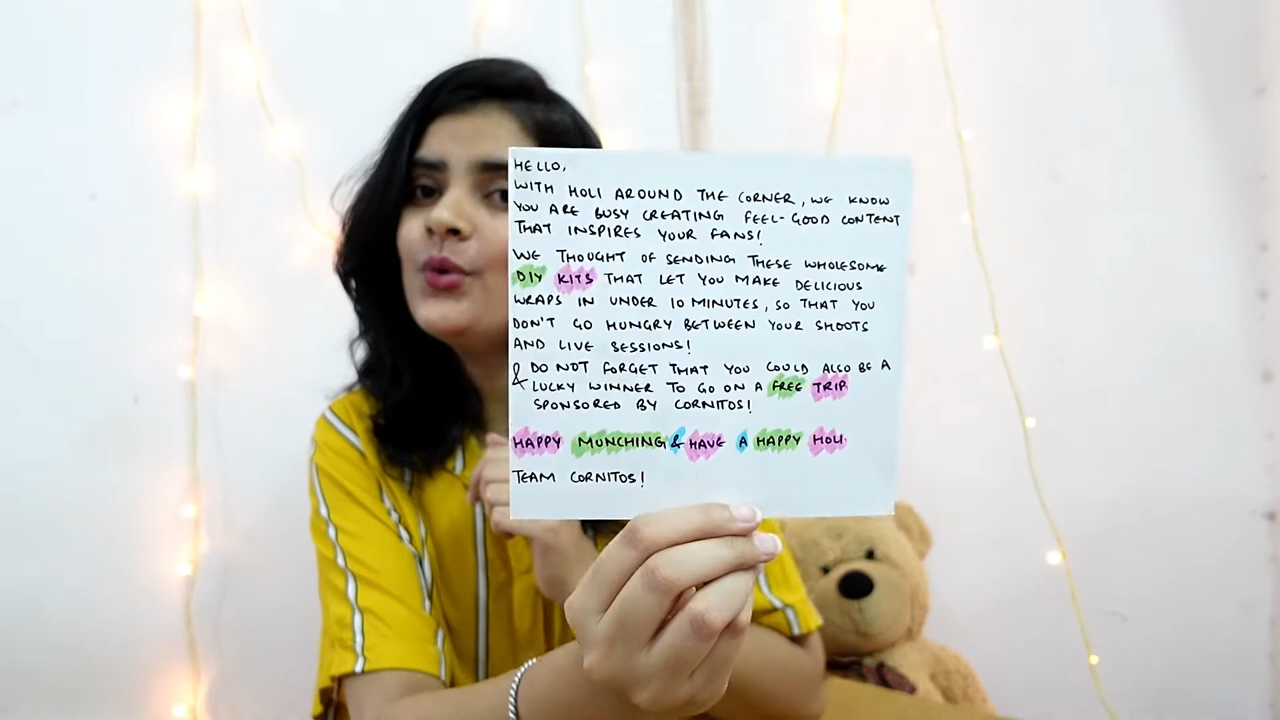 HELLO,
WITH HOLI AROUND THE CORNER, WE KNOW
YOU ARE BUSY CREATING FEEL-GOOD CONTENT
THAT INSPIRES YOUR FANS!
WE THOUGHT OF SENDING THESE WHOLESOME
DIY KITS THAT LET YOU MAKE DELICIOUS
WRAPS IN UNDER 10 MINUTES, SO THAT YOU
DON'T GO HUNGRY BETWEEN YOUR SHOOTS
AND LIVE SESSIONS!
& DO NOT FORGET THAT YOU COULD ALSO BE A
LUCKY WINNER TO GO ON A FREE TRIP
SPONSORED BY CORNITOS!
HAPPY MUNCHING & HAVE A HAPPY HOLI
TEAM CORNITOS!